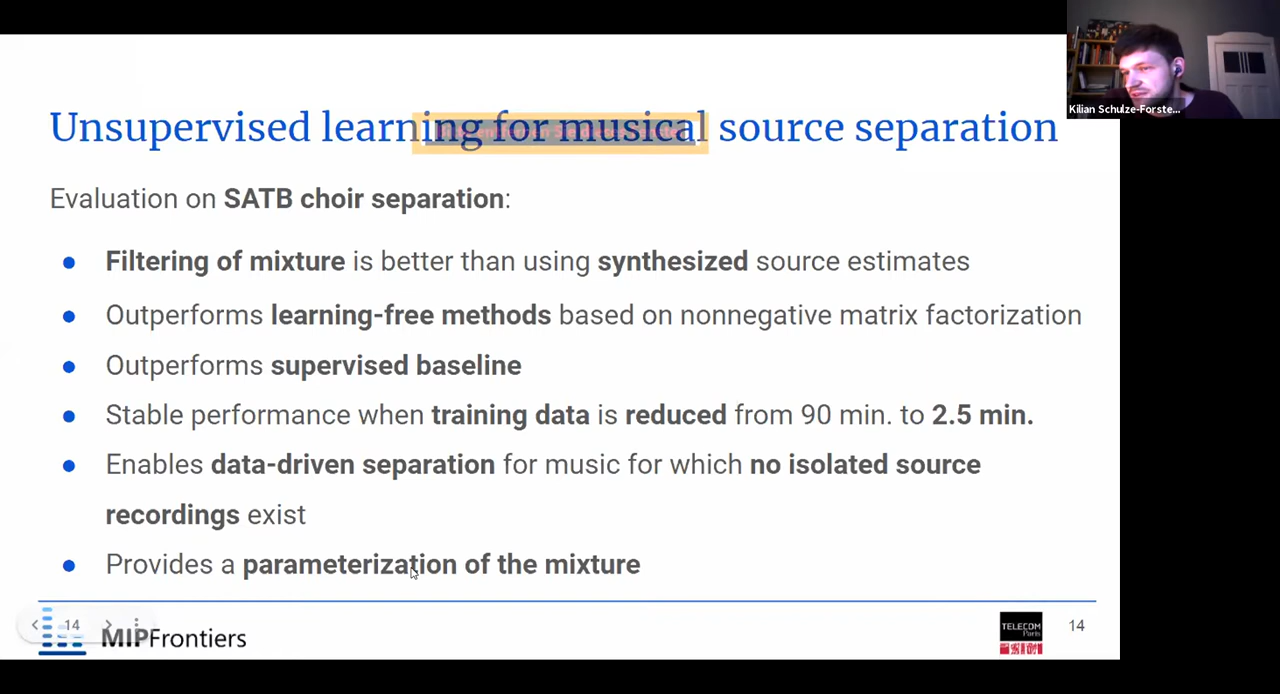 Kilian Schulze-Forste...
Unsupervised learning for musical source separation
Evaluation on SATB choir separation:
● Filtering of mixture is better than using synthesized source estimates
● Outperforms learning-free methods based on nonnegative matrix factorization
● Outperforms supervised baseline
● Stable performance when training data is reduced from 90 min. to 2.5 min.
● Enables data-driven separation for music for which no isolated source
recordings exist
● Provides a parameterization of the mixture
14
MIPFrontiers
TELECOM
Paris
14